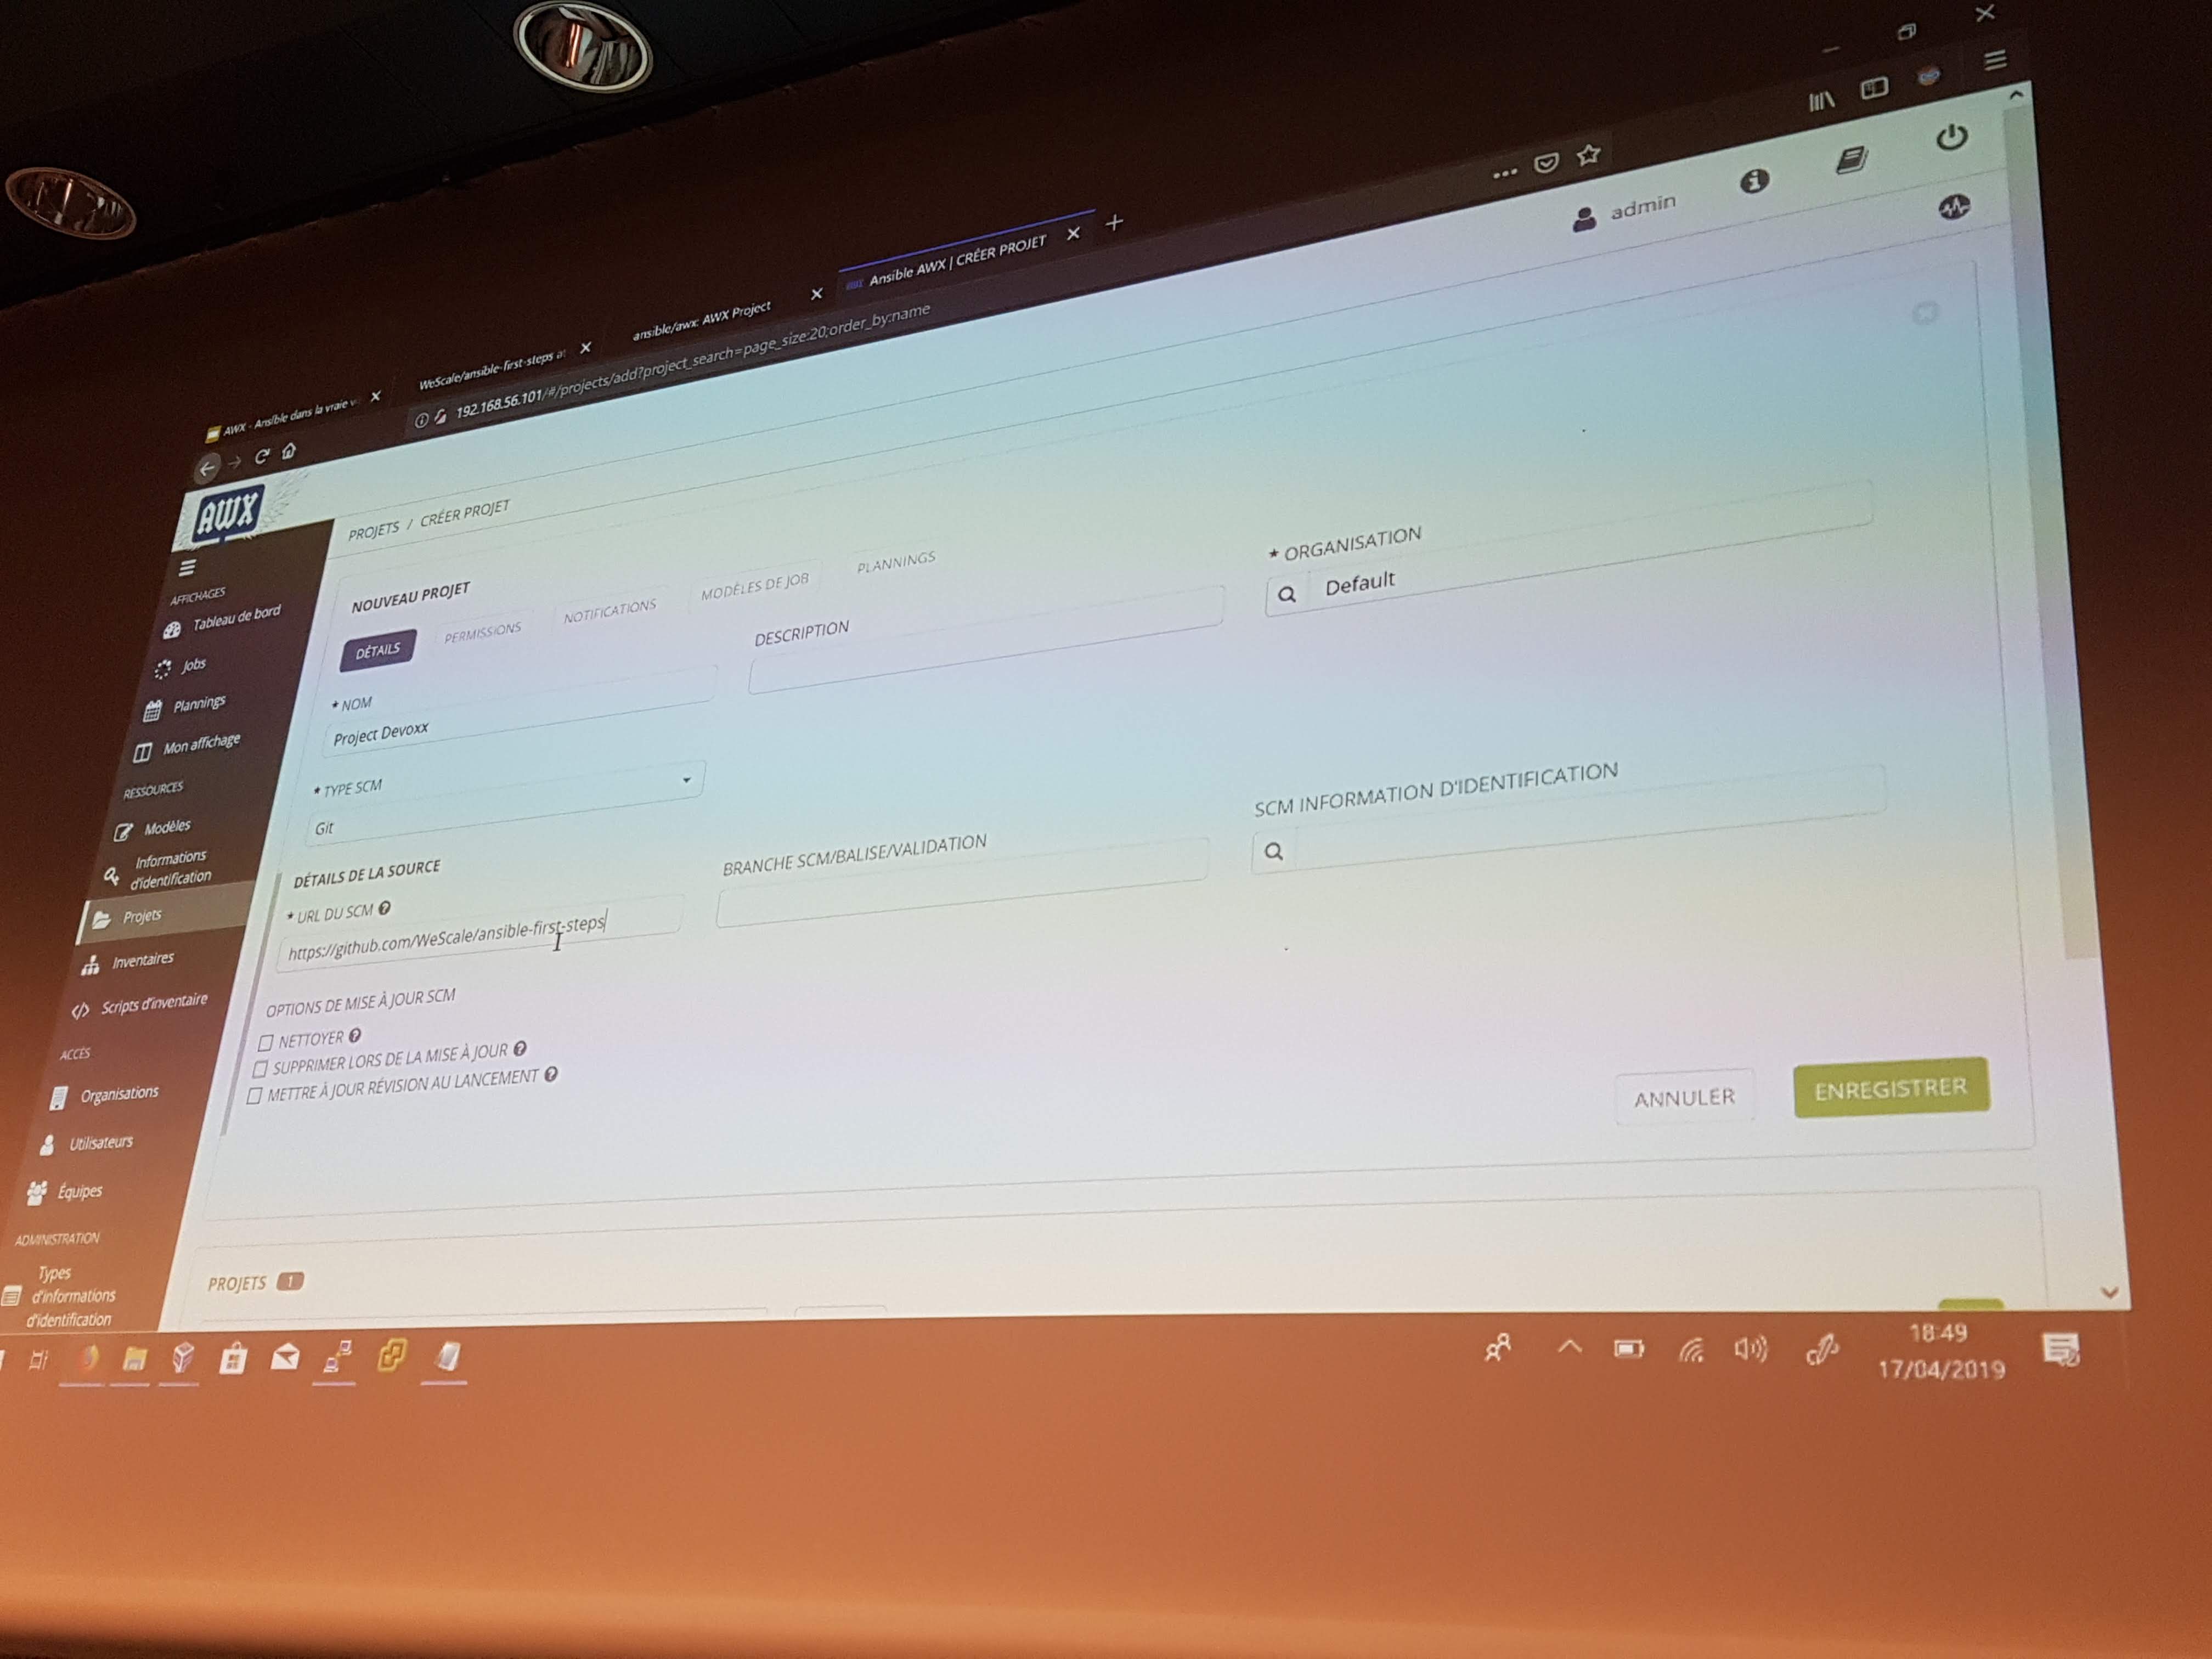 AWX - Ansible dans la vraie v
WeScale/ansible-first-steps a
ansible/awx: AWX Project
Ansible AWX | CRÉER PROJET
192.168.56.101/#/projects/add?project_search=page_size:20;order_by:name
admin
AWX
PROJETS / CRÉER PROJET
AFFICHAGES
Tableau de bord
Jobs
Plannings
Mon affichage
RESSOURCES
Modèles
Informations
d'identification
Projets
Inventaires
Scripts d'inventaire
ACCÈS
Organisations
Utilisateurs
Équipes
ADMINISTRATION
Types
d'informations
d'identification
NOUVEAU PROJET
DÉTAILS
PERMISSIONS
NOTIFICATIONS
MODÈLES DE JOB
PLANNINGS
* NOM
Project Devoxx
DESCRIPTION
* ORGANISATION
Default
* TYPE SCM
Git
DÉTAILS DE LA SOURCE
* URL DU SCM
https://github.com/WeScale/ansible-first-steps
BRANCHE SCM/BALISE/VALIDATION
SCM INFORMATION D'IDENTIFICATION
OPTIONS DE MISE À JOUR SCM
NETTOYER
SUPPRIMER LORS DE LA MISE À JOUR
METTRE À JOUR RÉVISION AU LANCEMENT
ANNULER
ENREGISTRER
PROJETS 1
18:49
17/04/2019